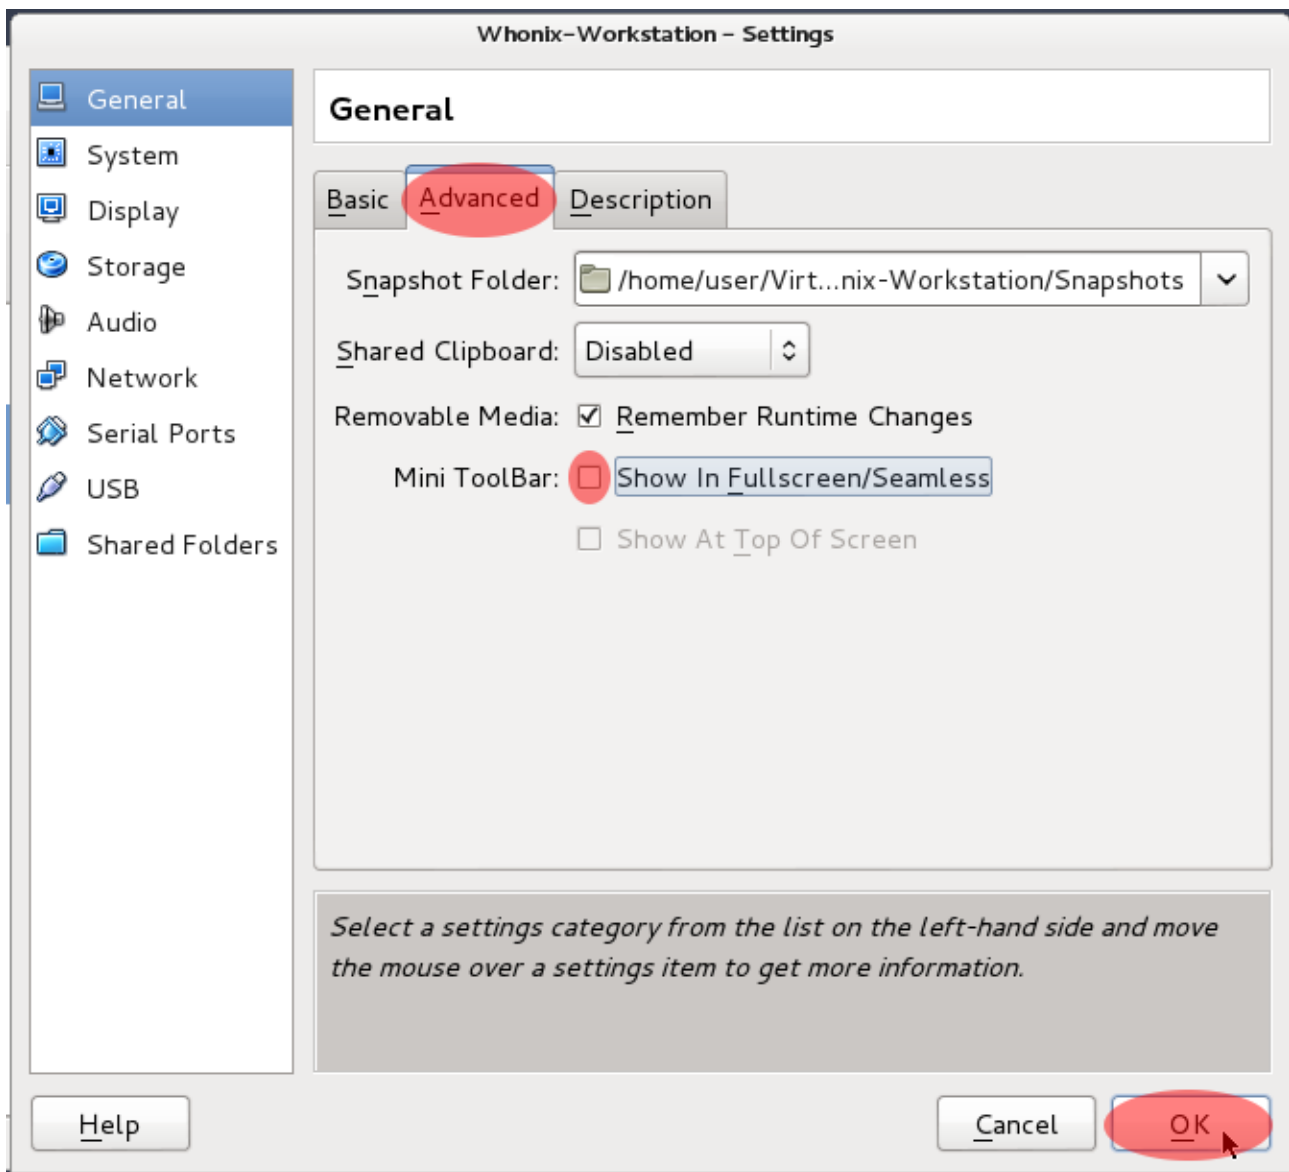 Whonix-Workstation – Settings
General
System
Display
Storage
Audio
Network
Serial Ports
USB
Shared Folders
General
Basic Advanced Description
Snapshot Folder: /home/user/Virt...nix-Workstation/Snapshots
Shared Clipboard: Disabled
Removable Media: Remember Runtime Changes
Mini ToolBar: Show In Fullscreen/Seamless
Show At Top Of Screen
Select a settings category from the list on the left-hand side and move
the mouse over a settings item to get more information.
Help Cancel OK